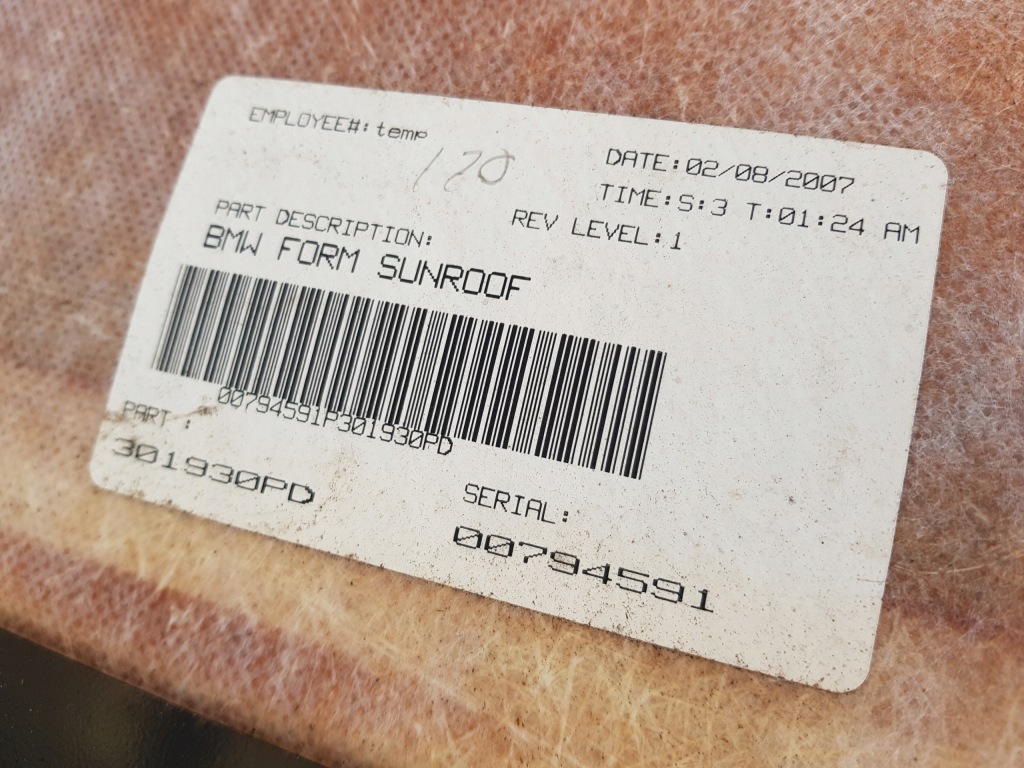 EMPLOYEE#:temp
120
DATE:02/08/2007
TIME:S:3 T:01:24 AM
REV LEVEL:1
PART DESCRIPTION:
BMW FORM SUNROOF
00794591P301930PD
PART :
301930PD
SERIAL:
00794591